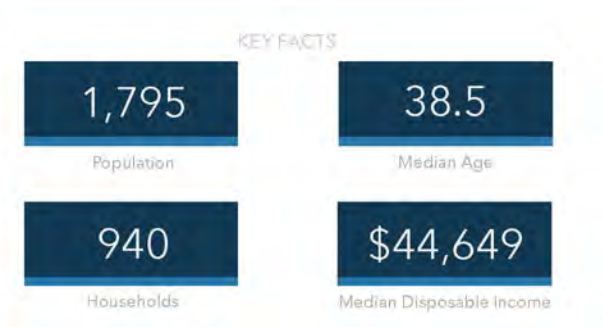 KEY FACTS
1,795
38.5
Population
Median Age
940
$44,649
Households
Median Disposable Income